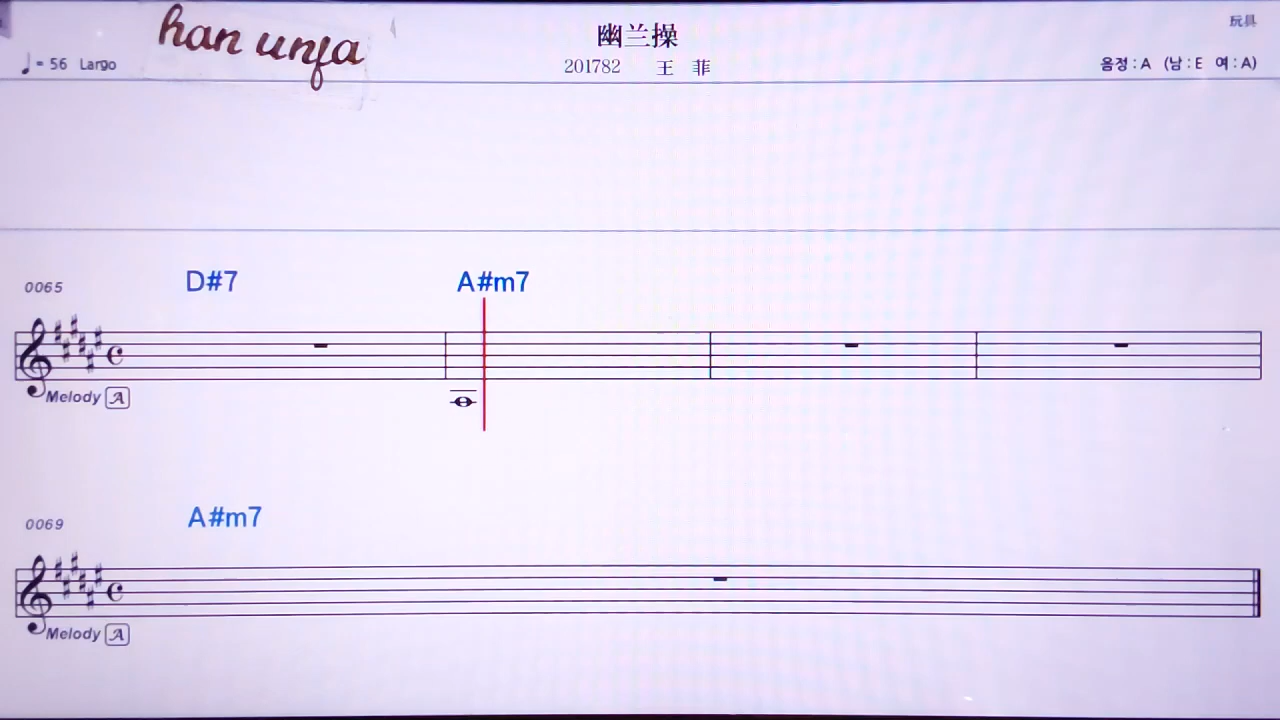 han unfa
幽兰操
玩具
♩= 56 Largo
201782 王 菲
음정 : A (남 : E 여 : A)
0065
D#7 A#m7
Melody A
0069
A#m7
Melody A